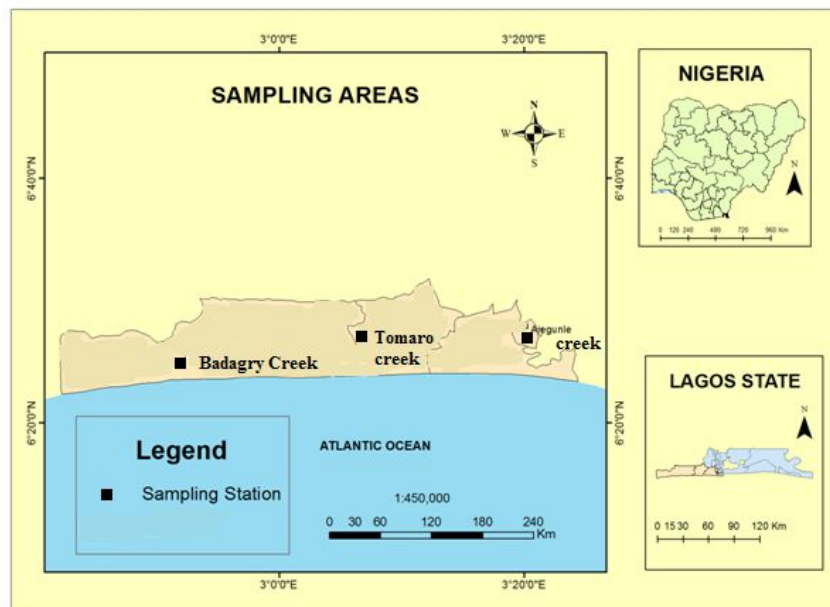 3°0'0"E 3°20'0"E
SAMPLING AREAS
N
W E
S
6°40'0"N 6°40'0"N
Badagry Creek
Tomaro
creek
Ajegunle
creek
6°20'0"N 6°20'0"N
Legend
Sampling Station
ATLANTIC OCEAN
1:450,000
0 30 60 120 180 240
Km
3°0'0"E 3°20'0"E
NIGERIA
N
0 120 240 480 720 960 Km
LAGOS STATE
N
0 15 30 60 90 120 Km